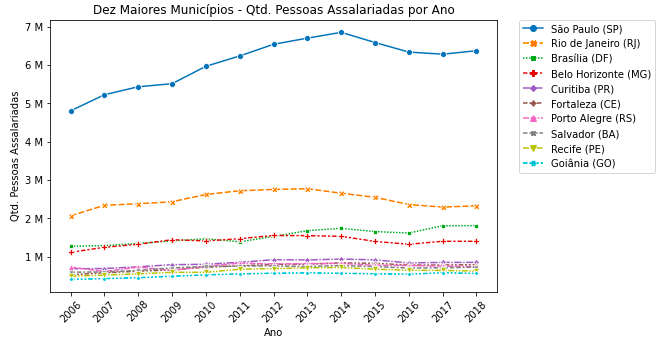 Dez Maiores Municípios - Qtd. Pessoas Assalariadas por Ano
Qtd. Pessoas Assalariadas
7 M
6 M
5 M
4 M
3 M
2 M
1 M
2006
2007
2008
2009
2010
2011
2012
2013
2014
2015
2016
2017
2018
Ano
São Paulo (SP)
Rio de Janeiro (RJ)
Brasília (DF)
Belo Horizonte (MG)
Curitiba (PR)
Fortaleza (CE)
Porto Alegre (RS)
Salvador (BA)
Recife (PE)
Goiânia (GO)